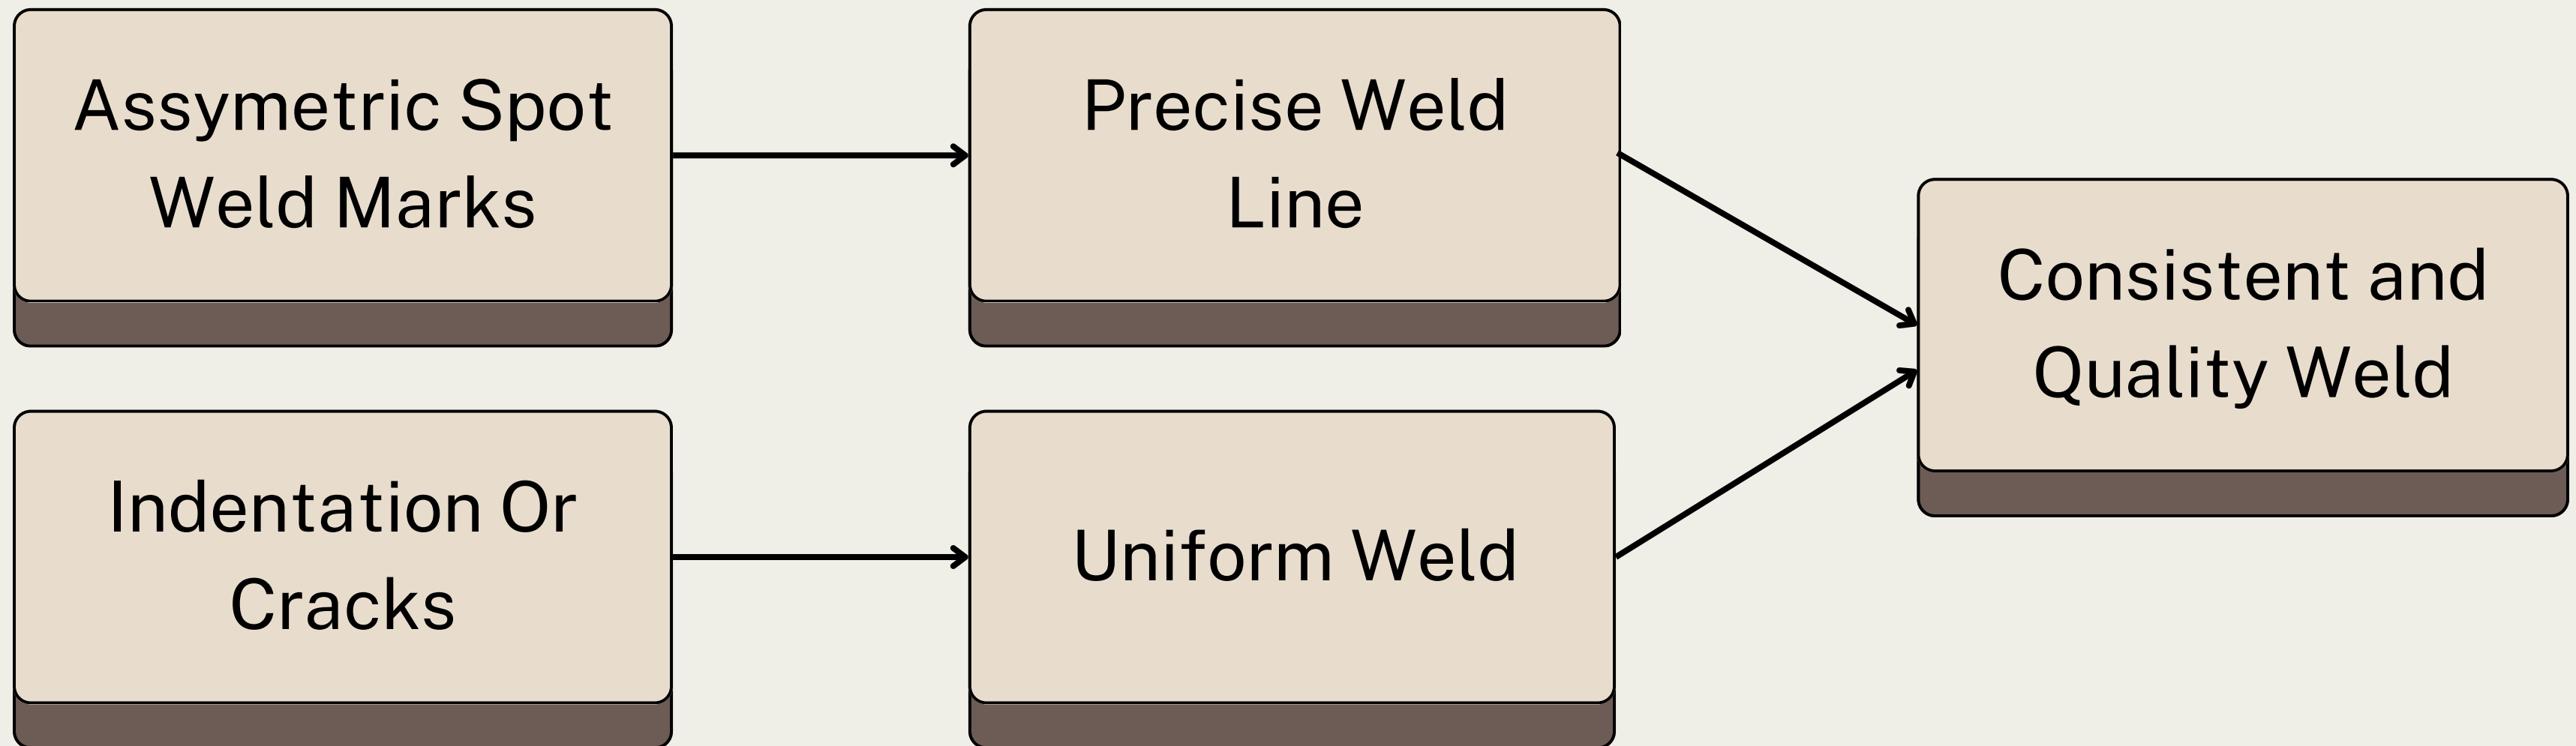 Assymetric Spot
Weld Marks
Precise Weld
Line
Consistent and
Quality Weld
Indentation Or
Cracks
Uniform Weld